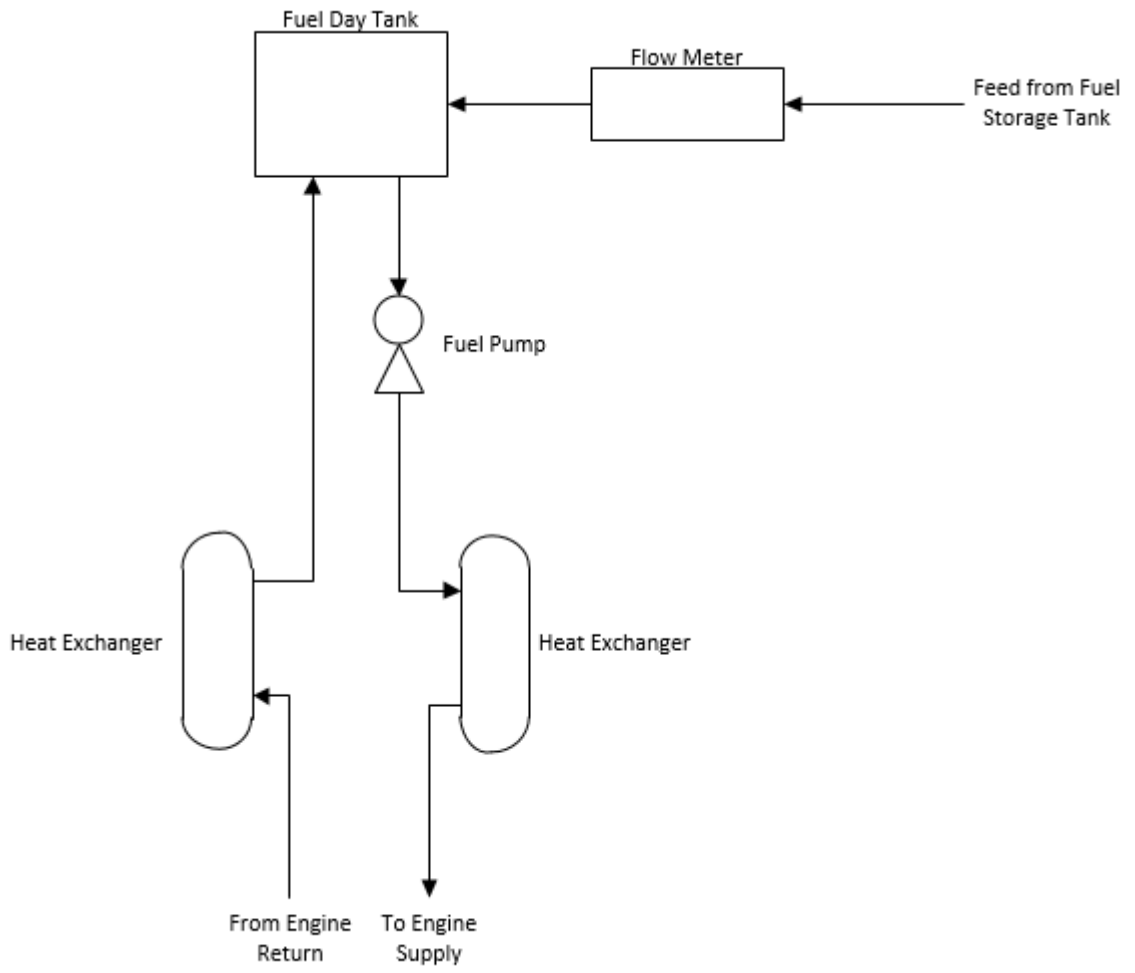 Fuel Day Tank
Flow Meter
Feed from Fuel
Storage Tank
Fuel Pump
Heat Exchanger
Heat Exchanger
From Engine
Return
To Engine
Supply